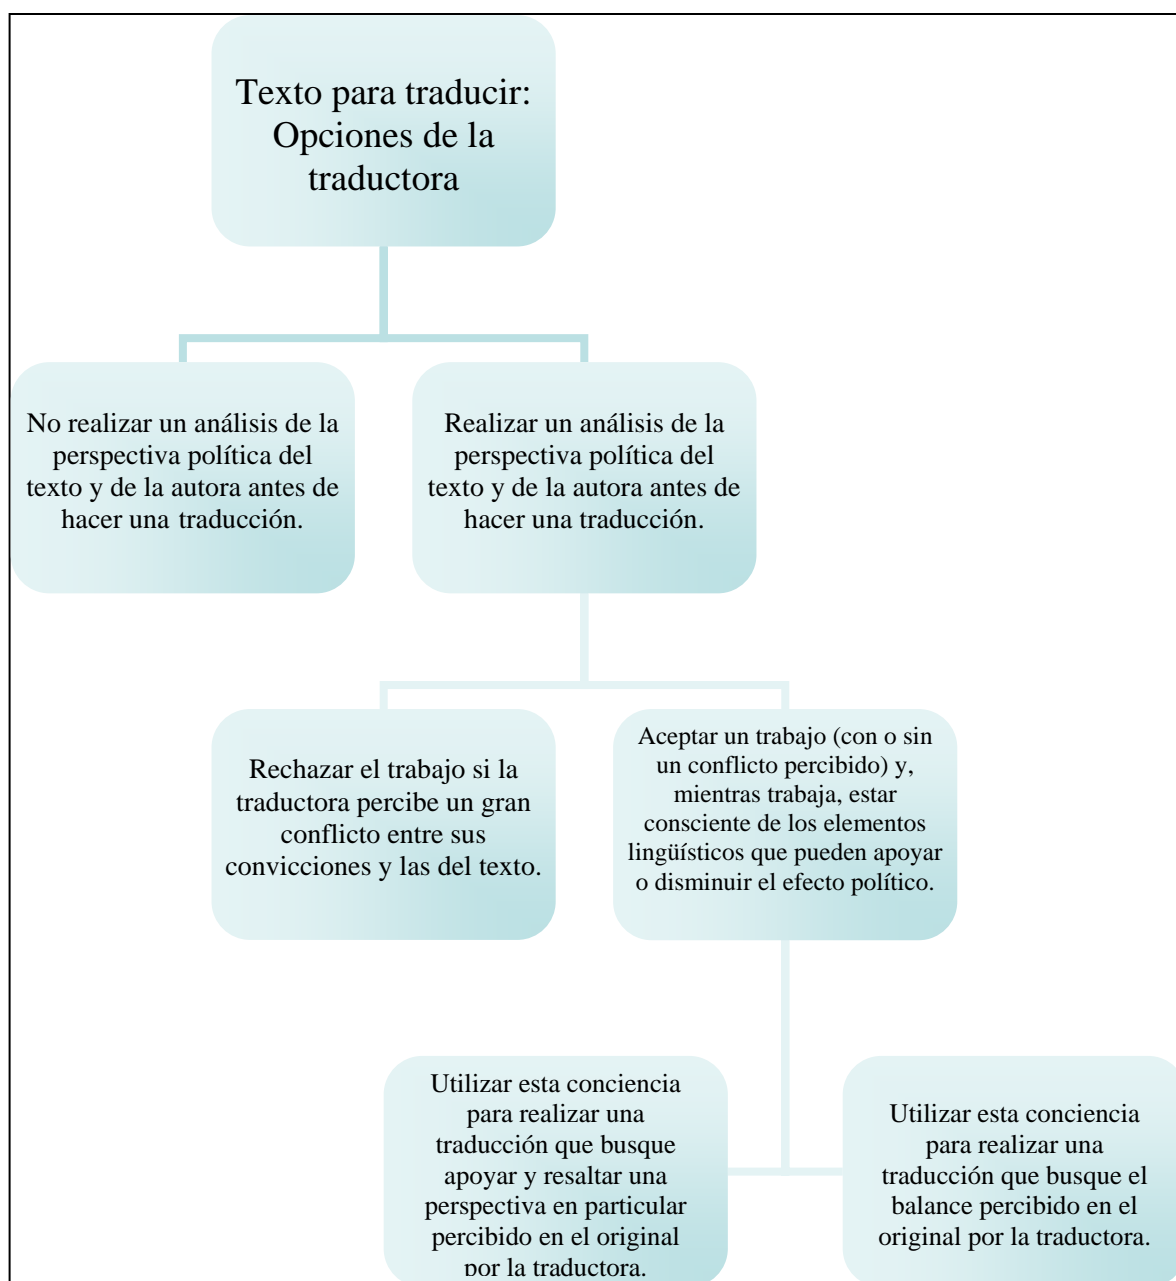 Texto para traducir:
Opciones de la
traductora
No realizar un análisis de la
perspectiva política del
texto y de la autora antes de
hacer una traducción.
Realizar un análisis de la
perspectiva política del
texto y de la autora antes de
hacer una traducción.
Rechazar el trabajo si la
traductora percibe un gran
conflicto entre sus
convicciones y las del texto.
Aceptar un trabajo (con o sin
un conflicto percibido) y,
mientras trabaja, estar
consciente de los elementos
lingüísticos que pueden apoyar
o disminuir el efecto político.
Utilizar esta conciencia
para realizar una
traducción que busque
apoyar y resaltar una
perspectiva en particular
percibido en el original
por la traductora.
Utilizar esta conciencia
para realizar una
traducción que busque el
balance percibido en el
original por la traductora.